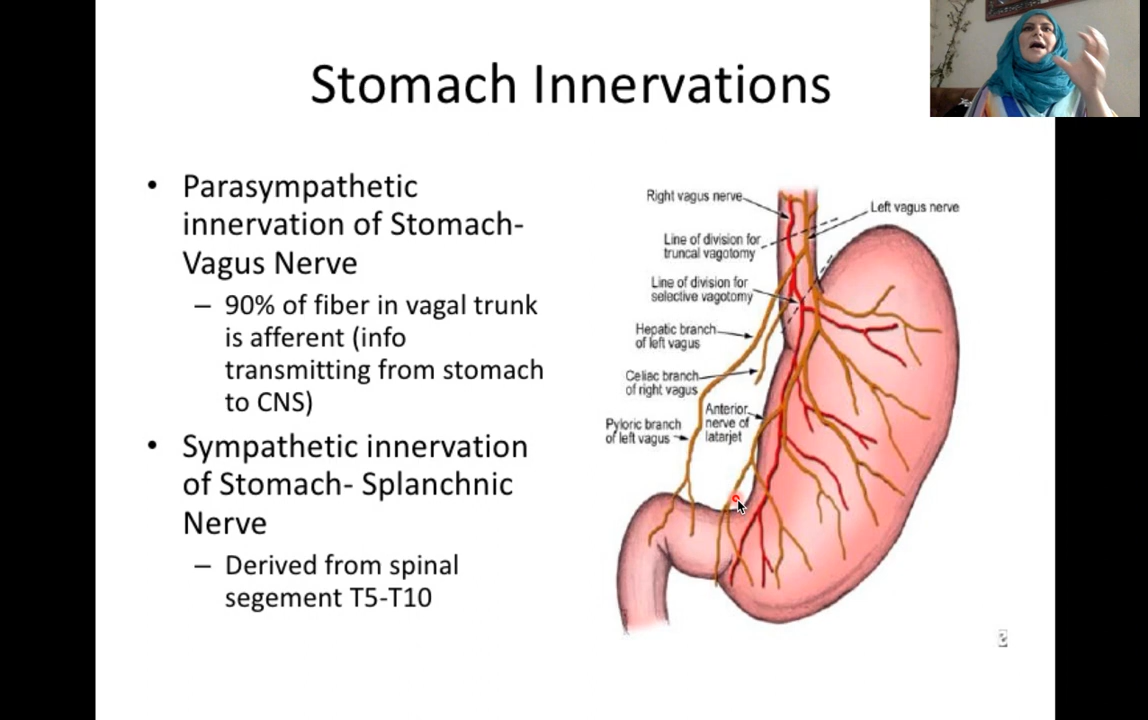 Stomach Innervations
• Parasympathetic
innervation of Stomach-
Vagus Nerve
– 90% of fiber in vagal trunk
is afferent (info
transmitting from stomach
to CNS)
• Sympathetic innervation
of Stomach- Splanchnic
Nerve
– Derived from spinal
segement T5-T10
Right vagus nerve
Left vagus nerve
Line of division for
truncal vagotomy
Line of division for
selective vagotomy
Hepatic branch
of left vagus
Celiac branch
of right vagus
Anterior
nerve of
latarjet
Pyloric branch
of left vagus